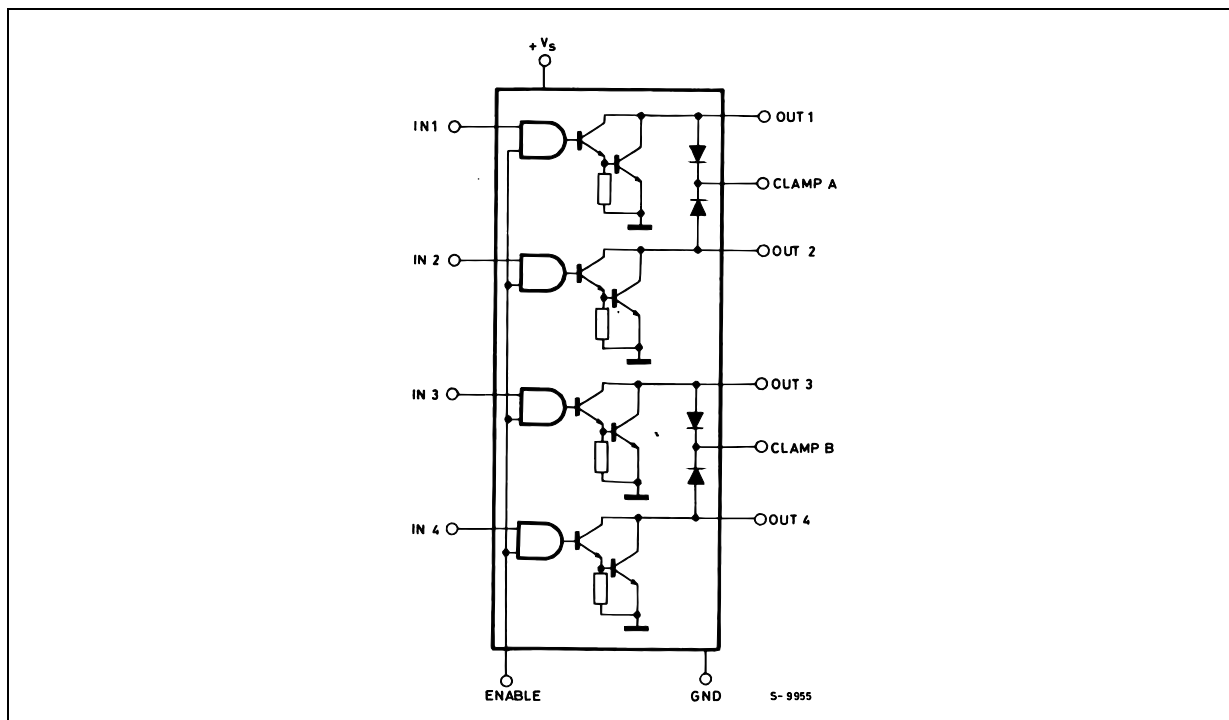 + Vs
IN1
OUT 1
CLAMP A
IN 2
OUT 2
IN 3
OUT 3
CLAMP B
IN 4
OUT 4
ENABLE
GND
S- 9955